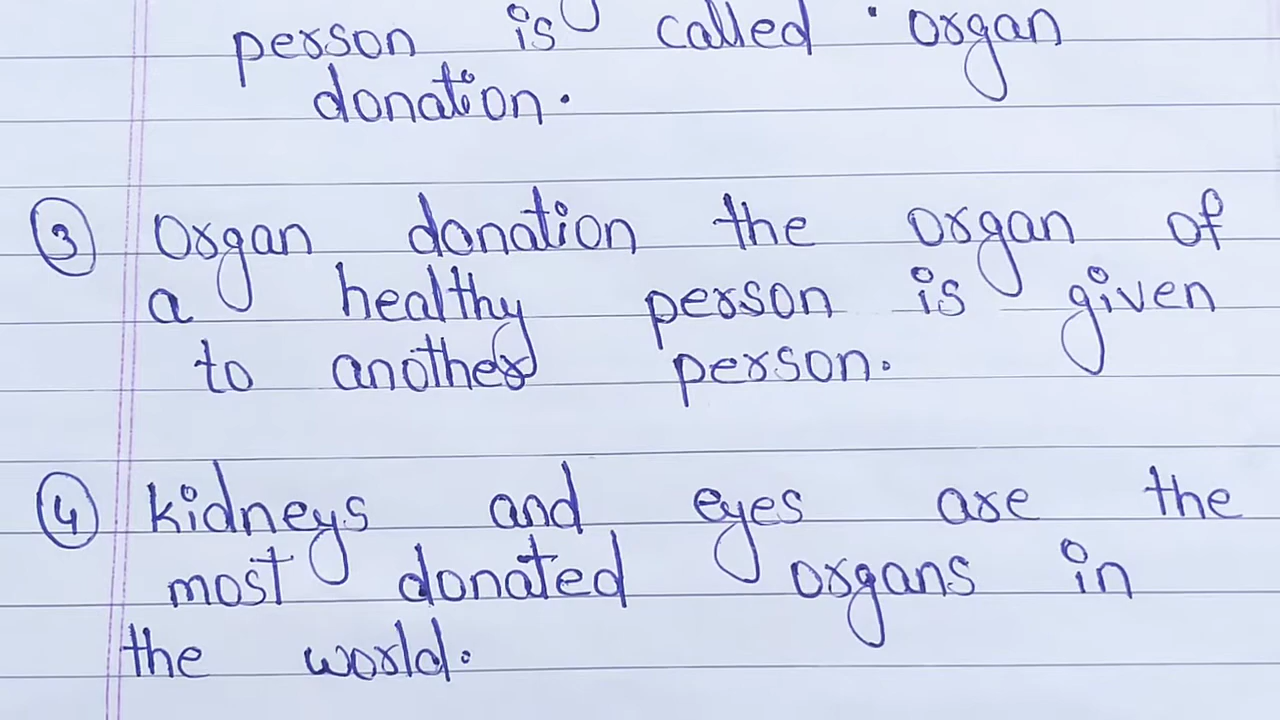 person is called organ
donation.
③ Organ donation the organ of
a healthy person is given
to another person.
④ kidneys and eyes are the
most donated organs in
the world.